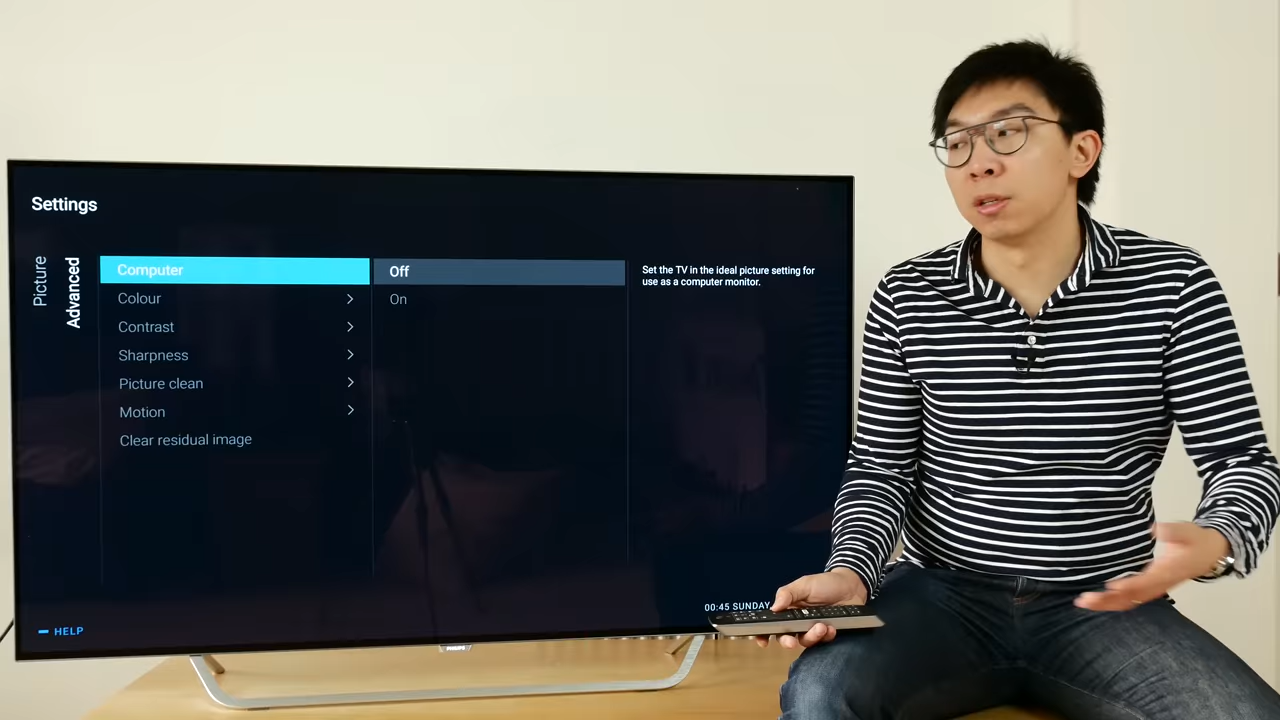 Settings
Picture
Advanced
Computer
Colour
Contrast
Sharpness
Picture clean
Motion
Clear residual image
Off
On
Set the TV in the ideal picture setting for
use as a computer monitor.
00:45 SUNDAY
HELP
PHILIPS